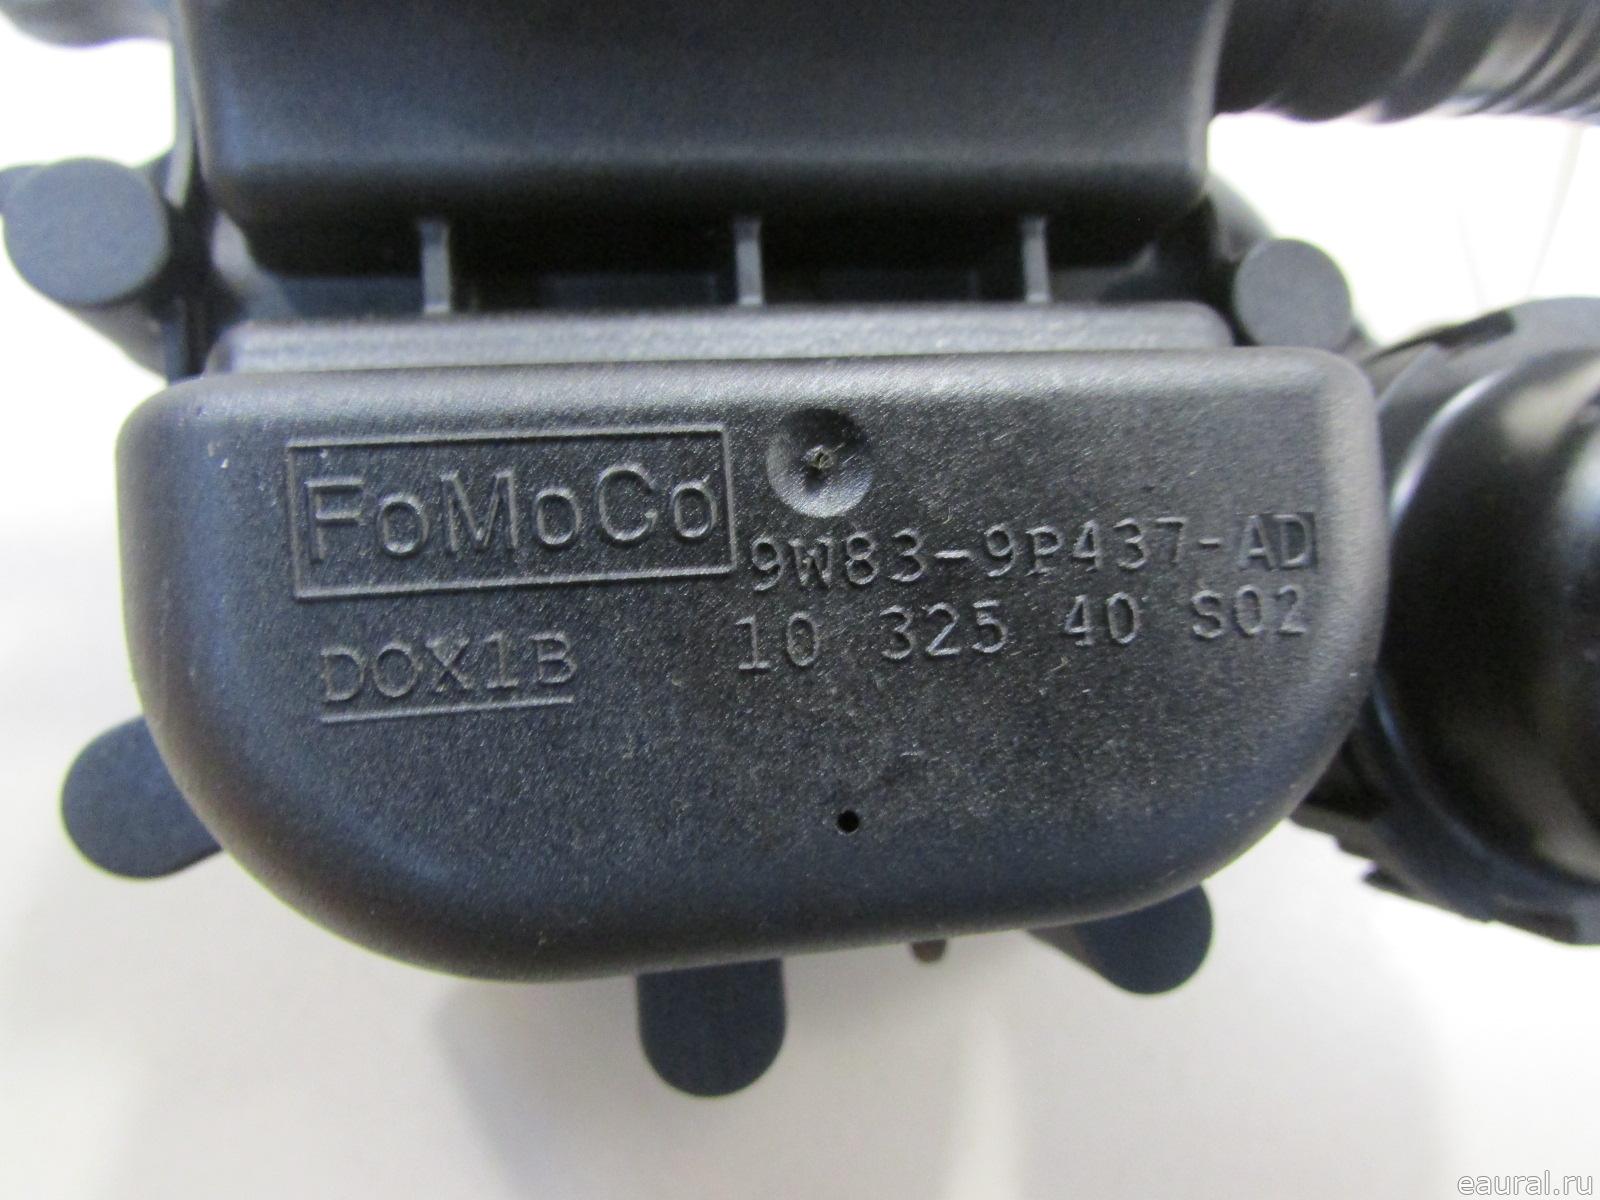 FoMoCo
9W83-9P437-AD
10 325 40 S02
DOX1B
eaural.ru